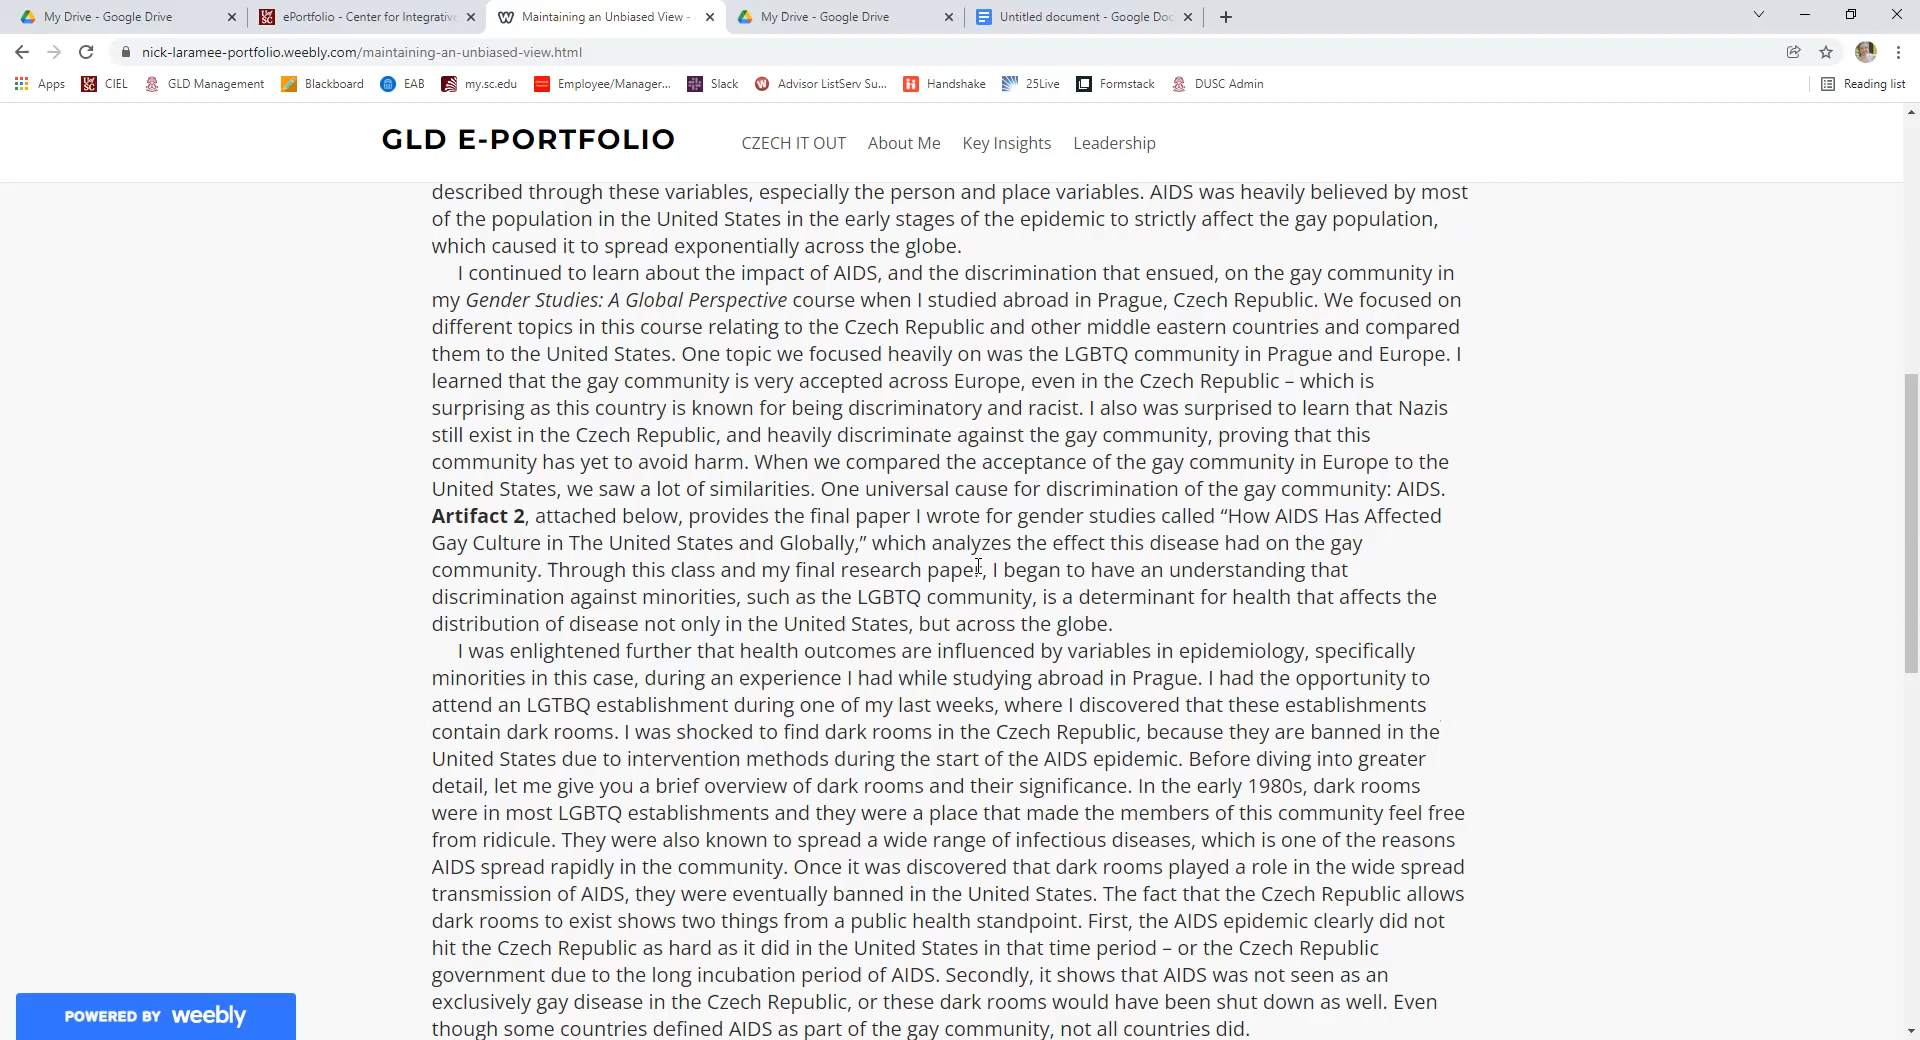 My Drive - Google Drive
ePortfolio - Center for Integrative
Maintaining an Unbiased View -
My Drive - Google Drive
Untitled document - Google Doc
nick-laramee-portfolio.weebly.com/maintaining-an-unbiased-view.html
Apps
CIEL
GLD Management
Blackboard
EAB
my.sc.edu
Employee/Manager...
Slack
Advisor ListServ Su...
Handshake
25Live
Formstack
DUSC Admin
Reading list
GLD E-PORTFOLIO
CZECH IT OUT
About Me
Key Insights
Leadership
described through these variables, especially the person and place variables. AIDS was heavily believed by most
of the population in the United States in the early stages of the epidemic to strictly affect the gay population,
which caused it to spread exponentially across the globe.
I continued to learn about the impact of AIDS, and the discrimination that ensued, on the gay community in
my Gender Studies: A Global Perspective course when I studied abroad in Prague, Czech Republic. We focused on
different topics in this course relating to the Czech Republic and other middle eastern countries and compared
them to the United States. One topic we focused heavily on was the LGBTQ community in Prague and Europe. I
learned that the gay community is very accepted across Europe, even in the Czech Republic – which is
surprising as this country is known for being discriminatory and racist. I also was surprised to learn that Nazis
still exist in the Czech Republic, and heavily discriminate against the gay community, proving that this
community has yet to avoid harm. When we compared the acceptance of the gay community in Europe to the
United States, we saw a lot of similarities. One universal cause for discrimination of the gay community: AIDS.
Artifact 2, attached below, provides the final paper I wrote for gender studies called “How AIDS Has Affected
Gay Culture in The United States and Globally,” which analyzes the effect this disease had on the gay
community. Through this class and my final research paper, I began to have an understanding that
discrimination against minorities, such as the LGBTQ community, is a determinant for health that affects the
distribution of disease not only in the United States, but across the globe.
I was enlightened further that health outcomes are influenced by variables in epidemiology, specifically
minorities in this case, during an experience I had while studying abroad in Prague. I had the opportunity to
attend an LGTBQ establishment during one of my last weeks, where I discovered that these establishments
contain dark rooms. I was shocked to find dark rooms in the Czech Republic, because they are banned in the
United States due to intervention methods during the start of the AIDS epidemic. Before diving into greater
detail, let me give you a brief overview of dark rooms and their significance. In the early 1980s, dark rooms
were in most LGBTQ establishments and they were a place that made the members of this community feel free
from ridicule. They were also known to spread a wide range of infectious diseases, which is one of the reasons
AIDS spread rapidly in the community. Once it was discovered that dark rooms played a role in the wide spread
transmission of AIDS, they were eventually banned in the United States. The fact that the Czech Republic allows
dark rooms to exist shows two things from a public health standpoint. First, the AIDS epidemic clearly did not
hit the Czech Republic as hard as it did in the United States in that time period – or the Czech Republic
government due to the long incubation period of AIDS. Secondly, it shows that AIDS was not seen as an
exclusively gay disease in the Czech Republic, or these dark rooms would have been shut down as well. Even
though some countries defined AIDS as part of the gay community, not all countries did.
POWERED BY weebly